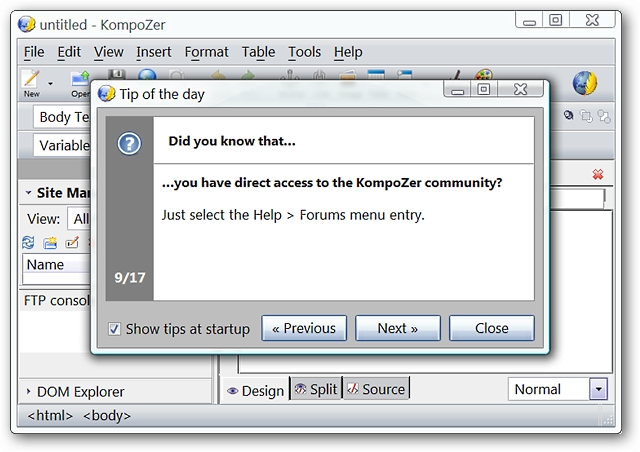 untitled - KompoZer
File Edit View Insert Format Table Tools Help
New Open
Tip of the day
Body Te
Variable
Did you know that...
...you have direct access to the KompoZer community?
Just select the Help > Forums menu entry.
9/17
Site Mar
View: All
Name
FTP consol
Show tips at startup « Previous Next » Close
DOM Explorer
Design Split Source Normal
<html> <body>